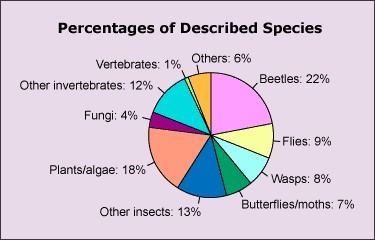 Percentages of Described Species
Vertebrates: 1%
Others: 6%
Beetles: 22%
Other invertebrates: 12%
Fungi: 4%
Flies: 9%
Plants/algae: 18%
Wasps: 8%
Other insects: 13%
Butterflies/moths: 7%